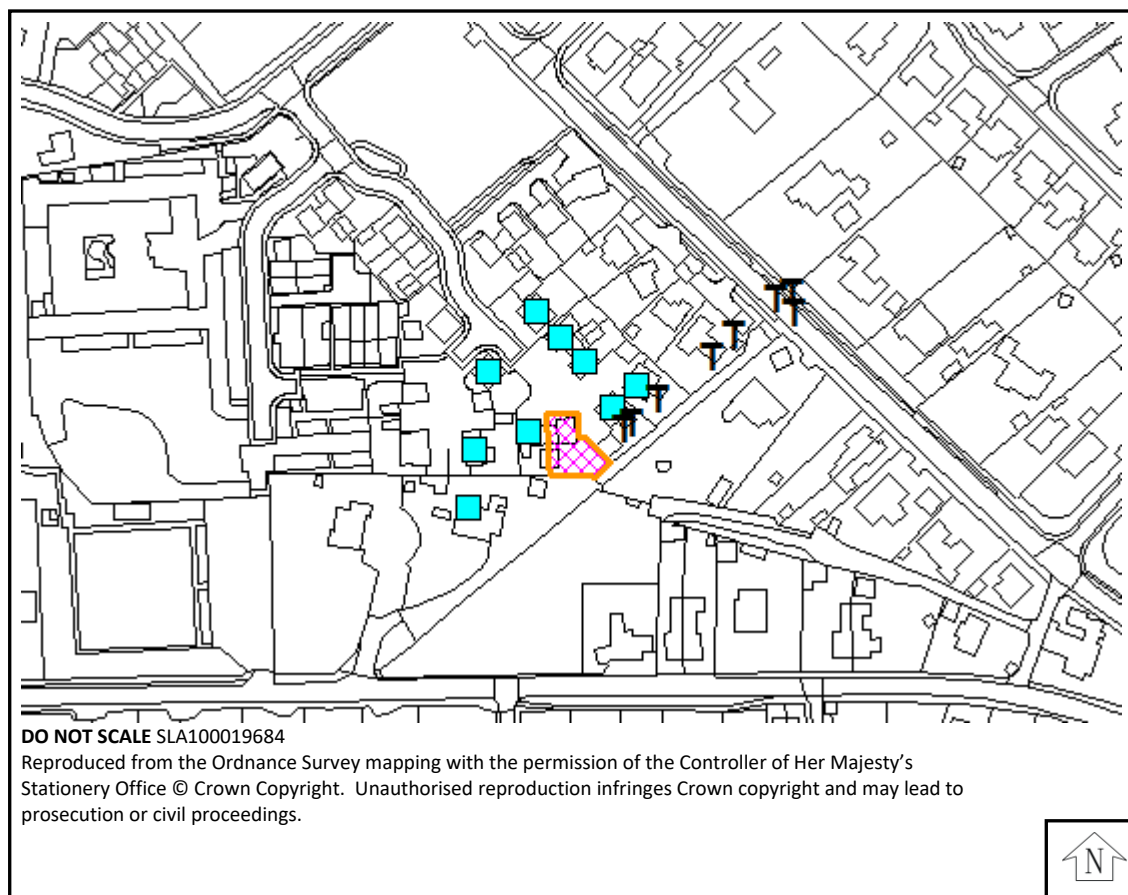 T T
T
T
T
T
T T
DO NOT SCALE SLA100019684
Reproduced from the Ordnance Survey mapping with the permission of the Controller of Her Majesty's
Stationery Office © Crown Copyright.  Unauthorised reproduction infringes Crown copyright and may lead to
prosecution or civil proceedings.
N